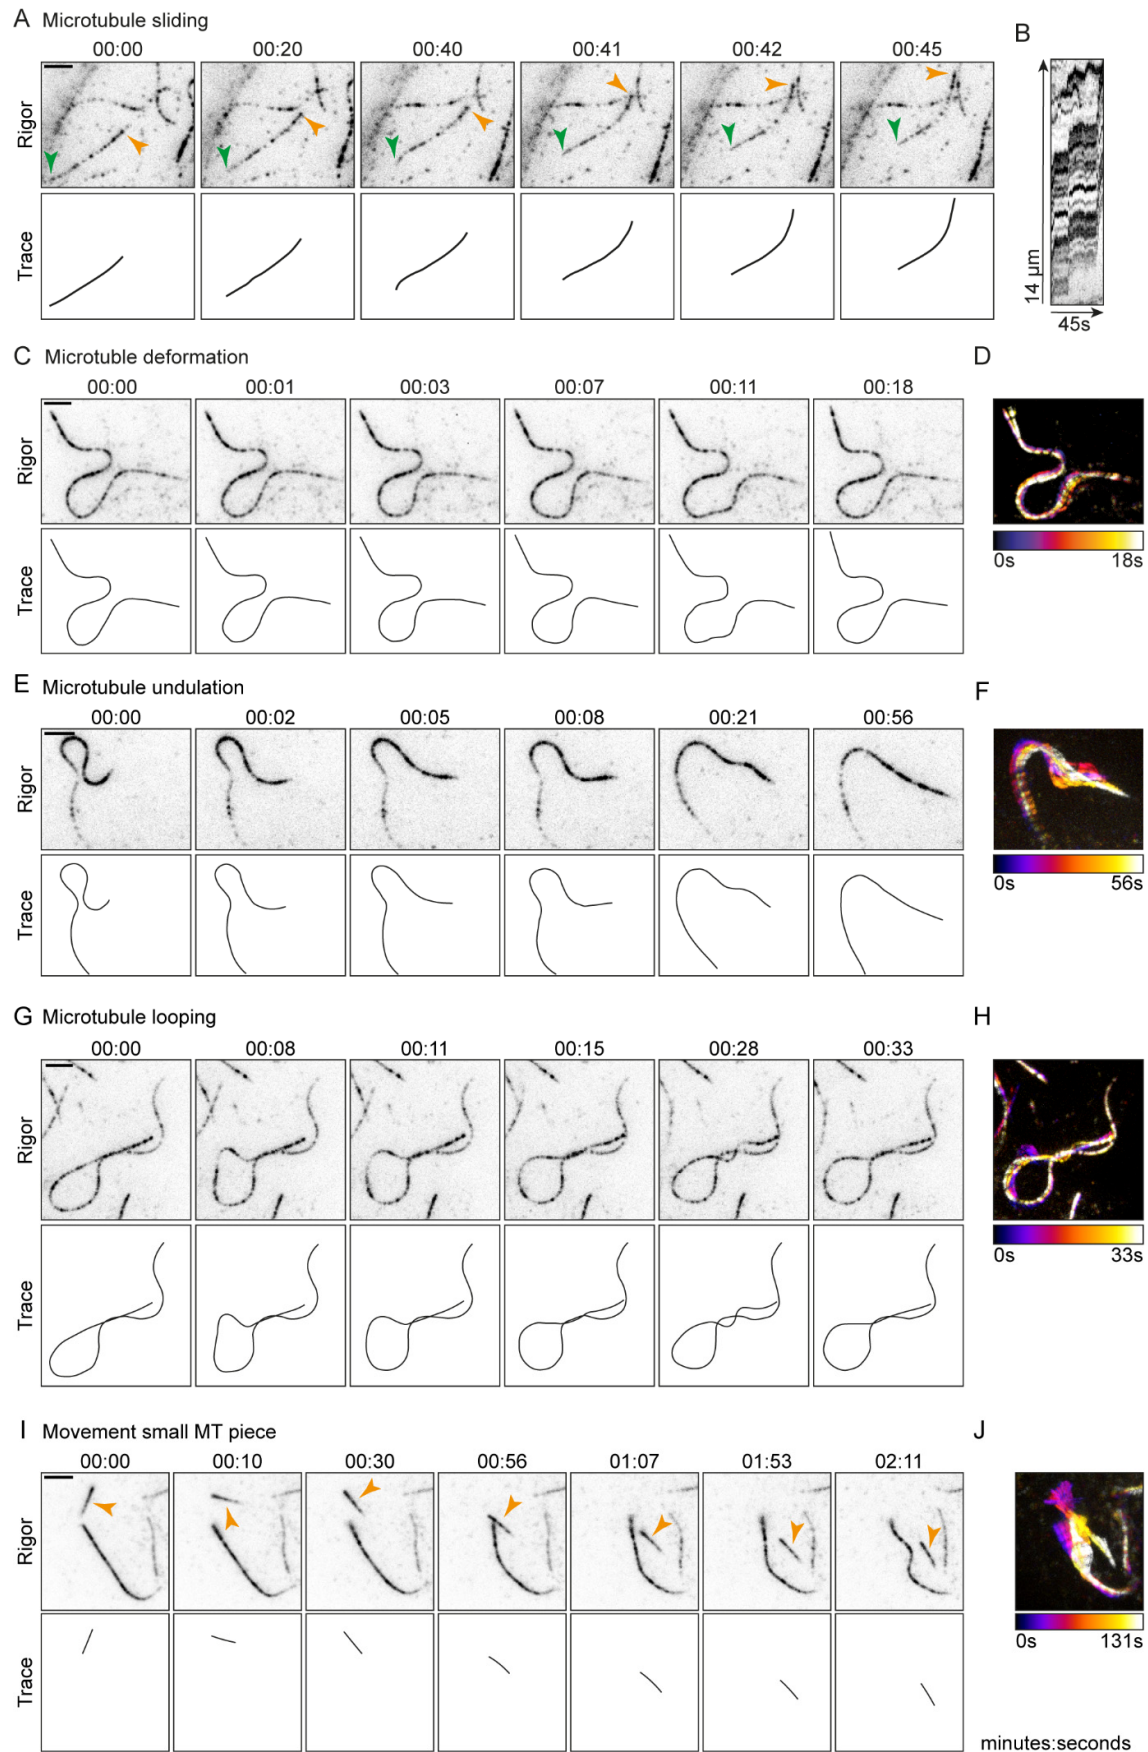 A Microtubule sliding
00:00 00:20 00:40 00:41 00:42 00:45
Rigor
Trace
B
14 µm
45s
C Microtuble deformation
00:00 00:01 00:03 00:07 00:11 00:18
Rigor
Trace
D
0s 18s
E Microtubule undulation
00:00 00:02 00:05 00:08 00:21 00:56
Rigor
Trace
F
0s 56s
G Microtubule looping
00:00 00:08 00:11 00:15 00:28 00:33
Rigor
Trace
H
0s 33s
I Movement small MT piece
00:00 00:10 00:30 00:56 01:07 01:53 02:11
Rigor
Trace
J
0s 131s
minutes:seconds